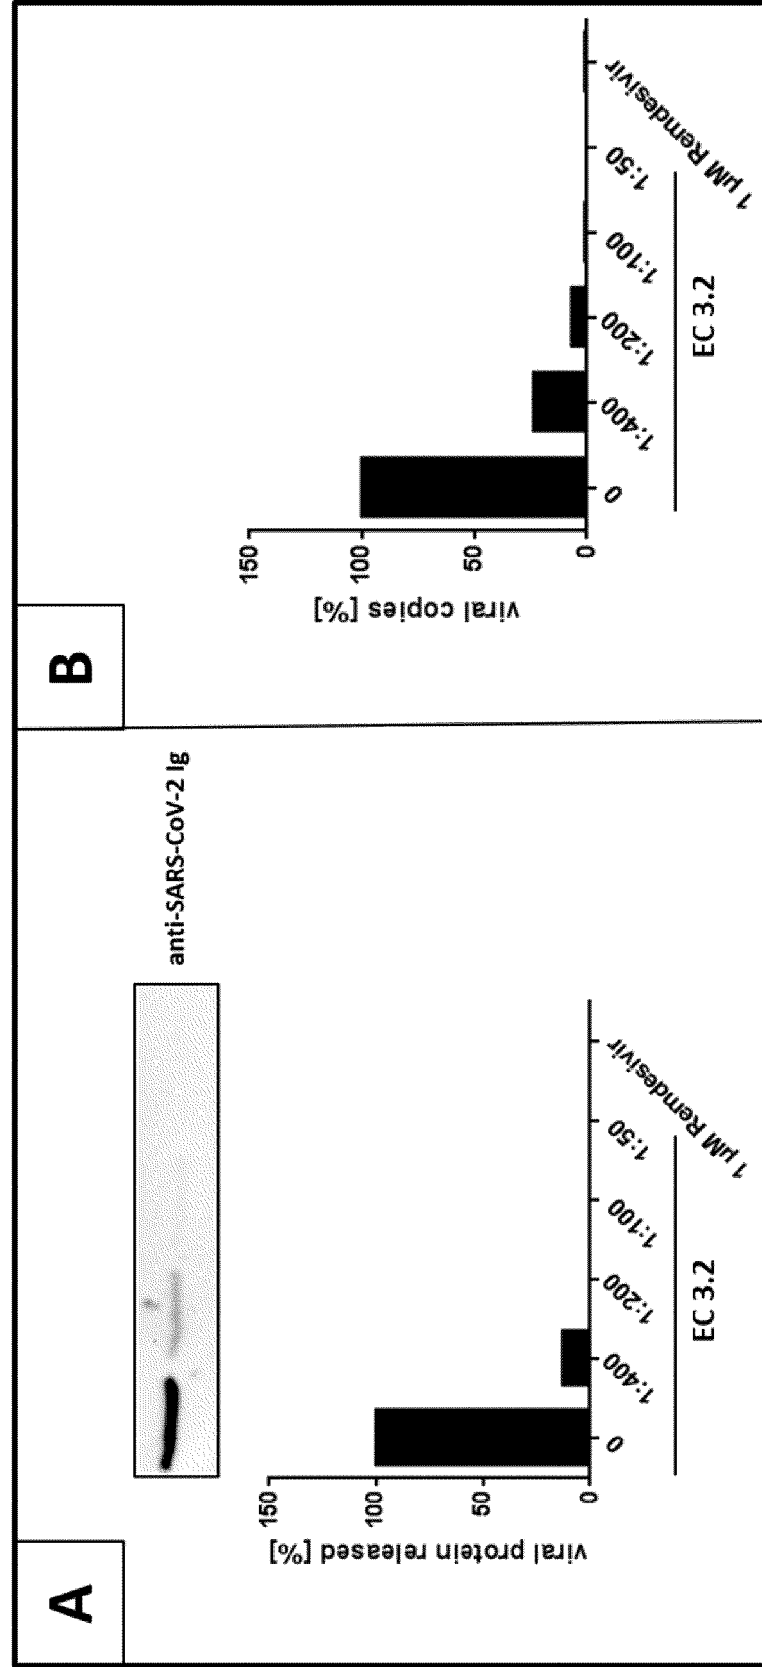 A
anti-SARS-CoV-2 Ig
viral protein released [%]
150
100
50
0
0
1:400
1:200
1:100
1:50
1 µM Remdesivir
EC 3.2
B
viral copies [%]
150
100
50
0
0
1:400
1:200
1:100
1:50
1 µM Remdesivir
EC 3.2